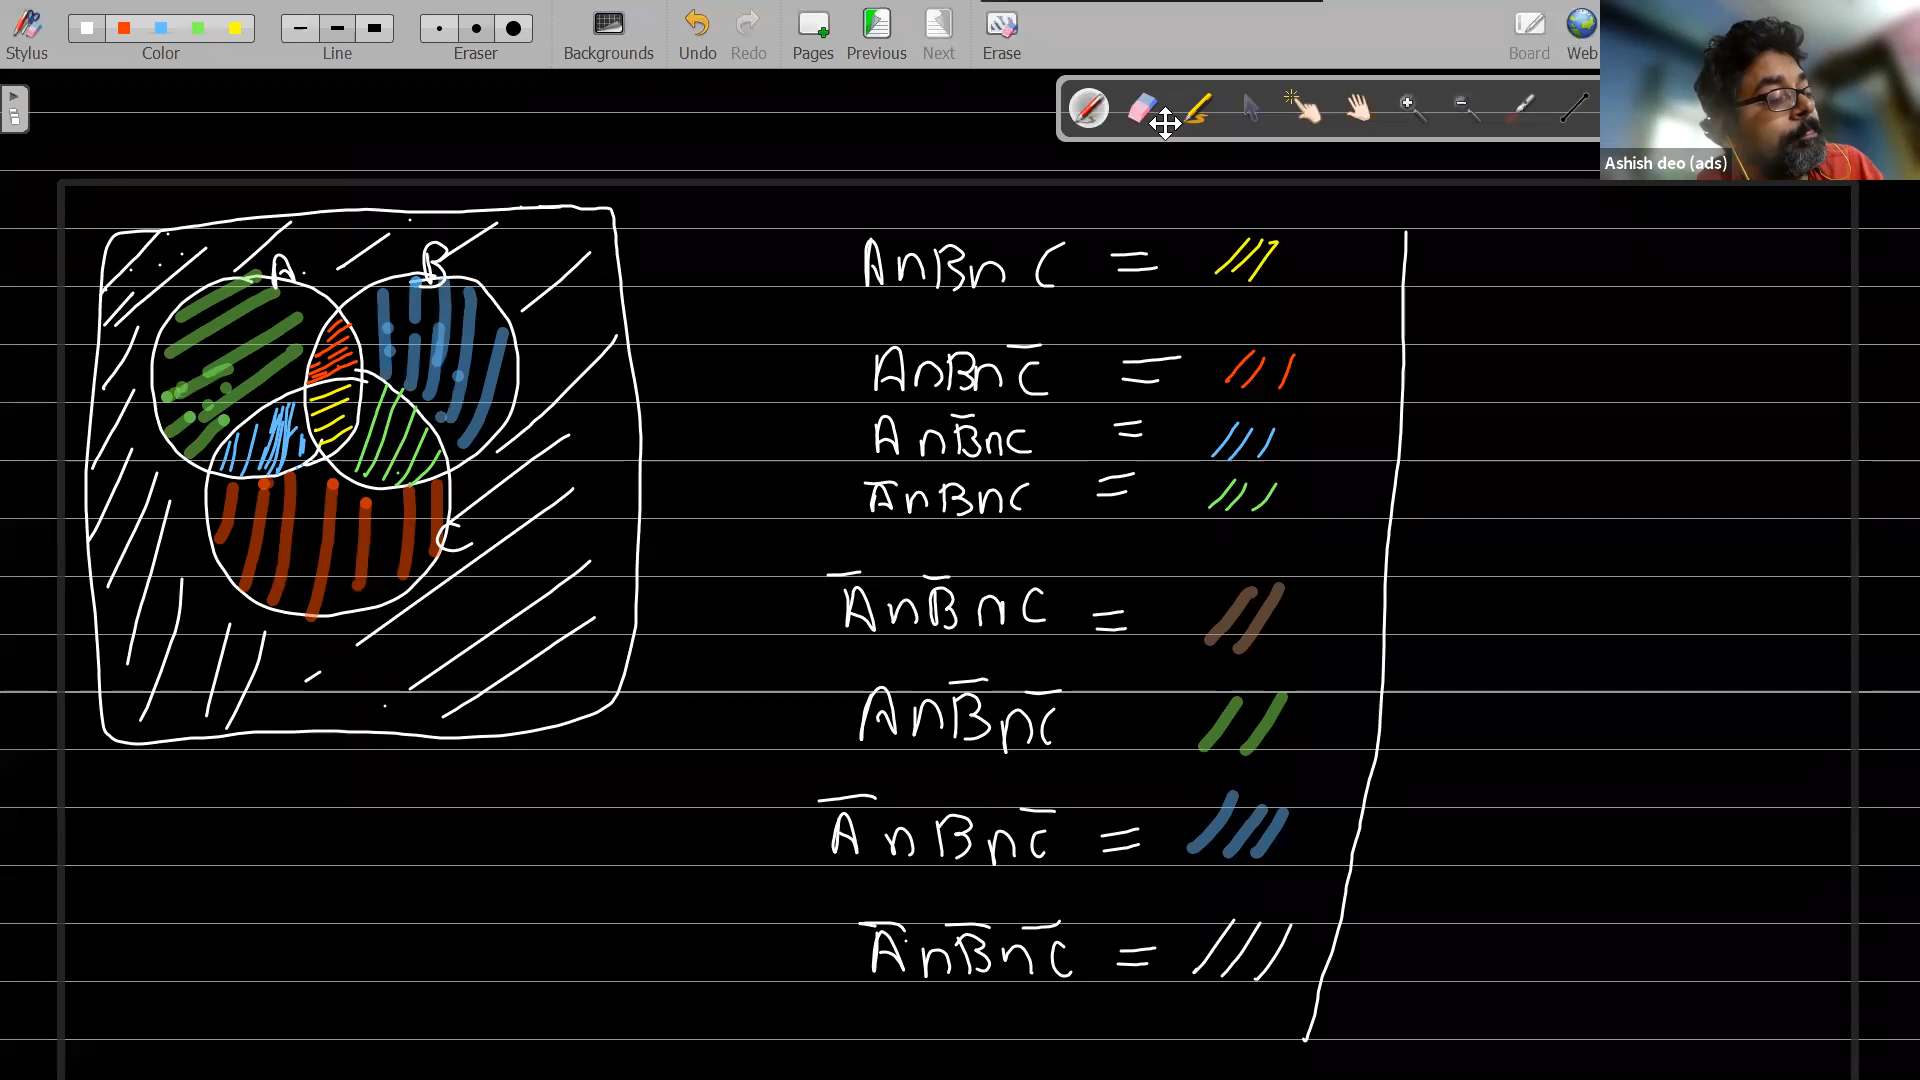 Stylus Color Line Eraser Backgrounds Undo Redo Pages Previous Next Erase Board Web
Ashish deo (ads)
A B
C
A∩B∩C =
A∩B∩C̅ =
A∩B̅∩C =
A̅∩B∩C =
A̅∩B̅∩C =
A∩B̅∩C̅
A̅∩B∩C̅ =
A̅∩B̅∩C̅ =